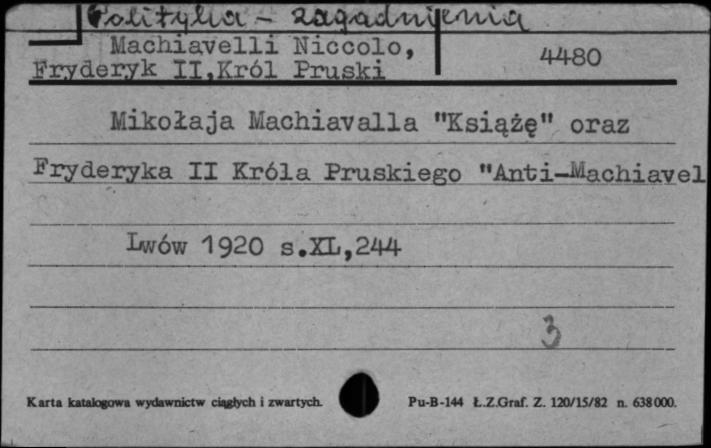 Polityka - zagadnienia
Machiavelli Niccolo,
Fryderyk II,Król Pruski
4480
Mikołaja Machiavalla "Książę" oraz
Fryderyka II Króla Pruskiego "Anti-Machiavel
Lwów 1920 s.XL,244
3
Karta katalogowa wydawnictw ciągłych i zwartych. Pu-B-144 Ł.Z.Graf. Z. 120/15/82 n. 638000.